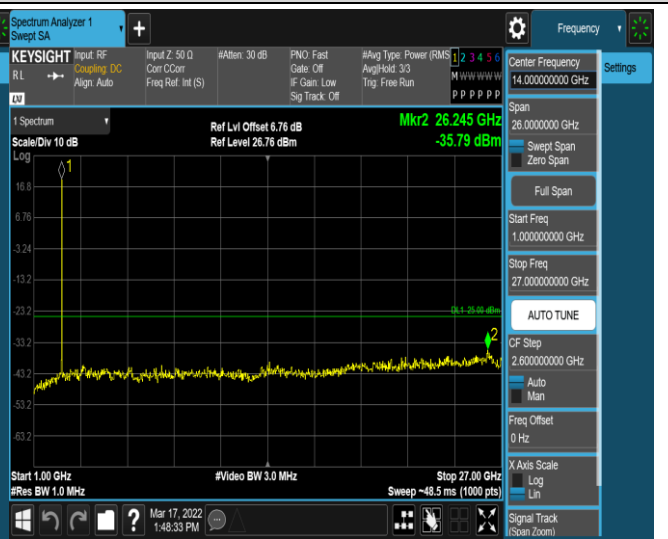 Spectrum Analyzer 1
Swept SA
Frequency
KEYSIGHT
Input: RF
Coupling: DC
Align: Auto
Input Z: 50 Ω
Corr CCorr
Freq Ref: Int (S)
#Atten: 30 dB
PNO: Fast
Gate: Off
IF Gain: Low
Sig Track: Off
#Avg Type: Power (RMS
Avg|Hold: 3/3
Trig: Free Run
1 2 3 4 5 6
M W W W W W
P P P P P P
R L
LXI
Settings
1 Spectrum
Scale/Div 10 dB
Log
Ref Lvl Offset 6.76 dB
Ref Level 26.76 dBm
Mkr2 26.245 GHz
-35.79 dBm
1
16.8
6.76
-3.24
-13.2
-23.2
DL1 -25.00 dBm
2
-33.2
-43.2
-53.2
-63.2
Start 1.00 GHz
#Res BW 1.0 MHz
#Video BW 3.0 MHz
Stop 27.00 GHz
Sweep ~48.5 ms (1000 pts)
Mar 17, 2022
1:48:33 PM
Center Frequency
14.000000000 GHz
Span
26.0000000 GHz
Swept Span
Zero Span
Full Span
Start Freq
1.000000000 GHz
Stop Freq
27.000000000 GHz
AUTO TUNE
CF Step
2.600000000 GHz
Auto
Man
Freq Offset
0 Hz
X Axis Scale
Log
Lin
Signal Track
(Span Zoom)